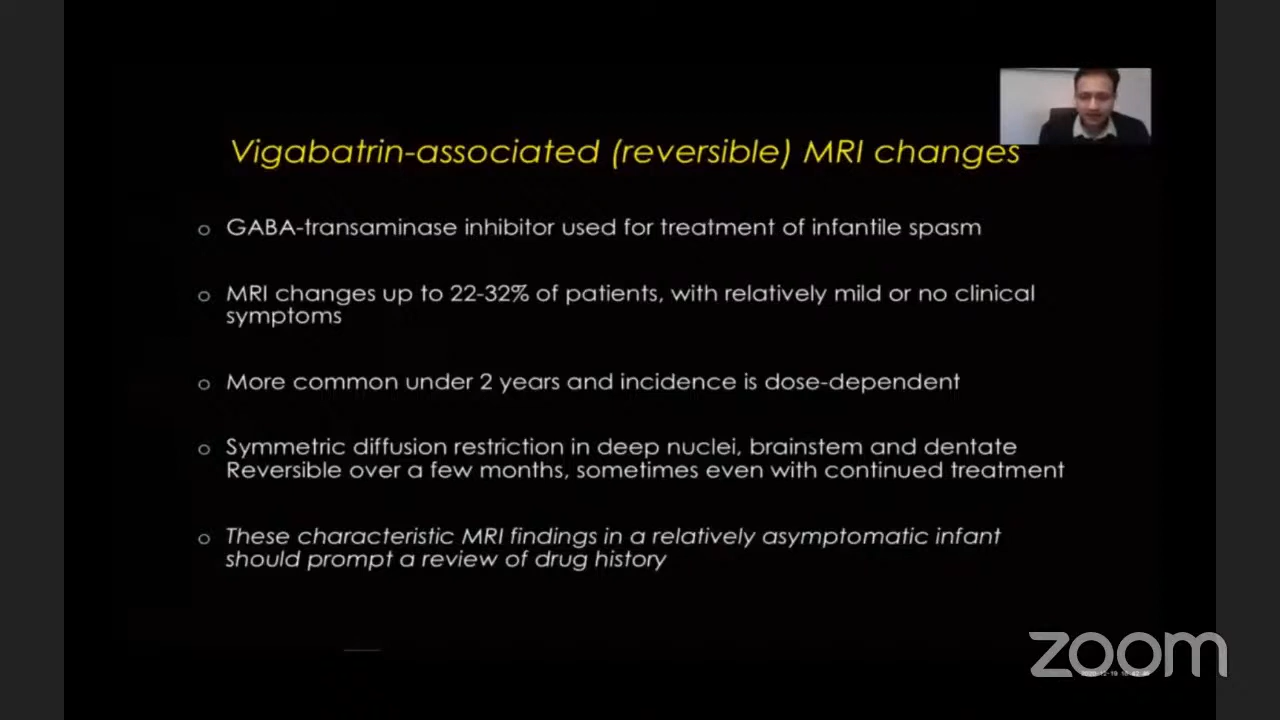 Vigabatrin-associated (reversible) MRI changes
o GABA-transaminase inhibitor used for treatment of infantile spasm
o MRI changes up to 22-32% of patients, with relatively mild or no clinical
symptoms
o More common under 2 years and incidence is dose-dependent
o Symmetric diffusion restriction in deep nuclei, brainstem and dentate
Reversible over a few months, sometimes even with continued treatment
o These characteristic MRI findings in a relatively asymptomatic infant
should prompt a review of drug history
zoom